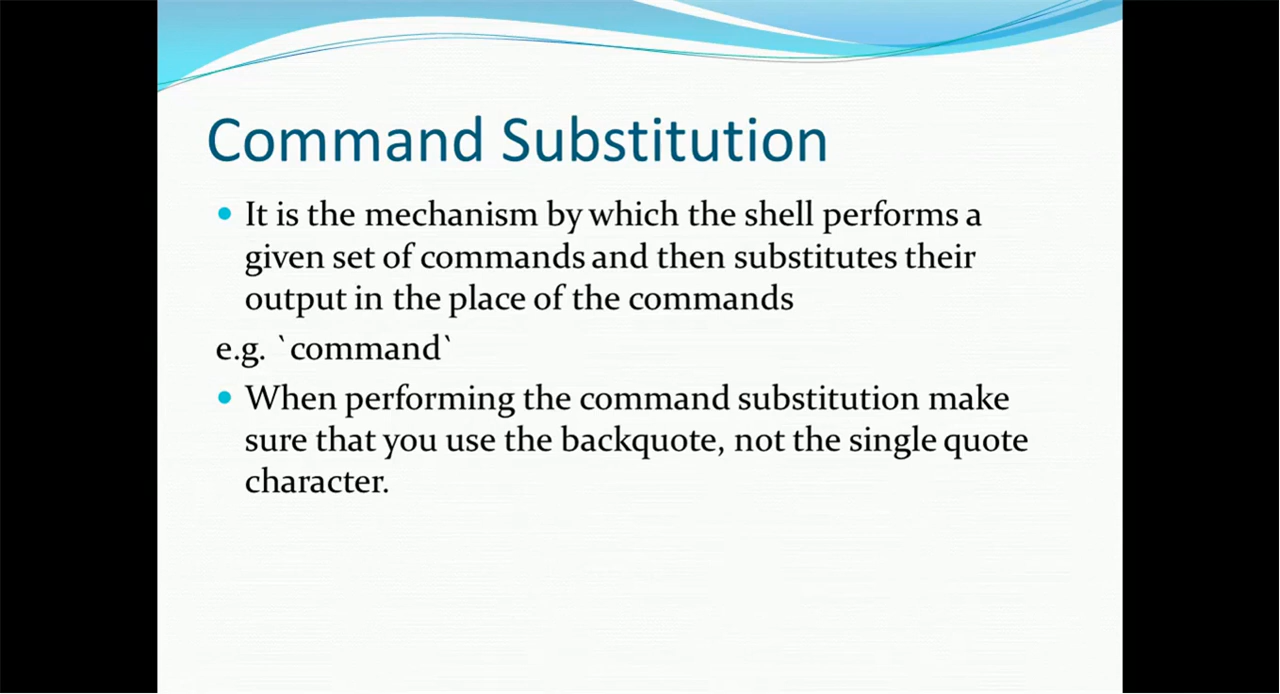 Command Substitution
• It is the mechanism by which the shell performs a
given set of commands and then substitutes their
output in the place of the commands
e.g. `command`
• When performing the command substitution make
sure that you use the backquote, not the single quote
character.